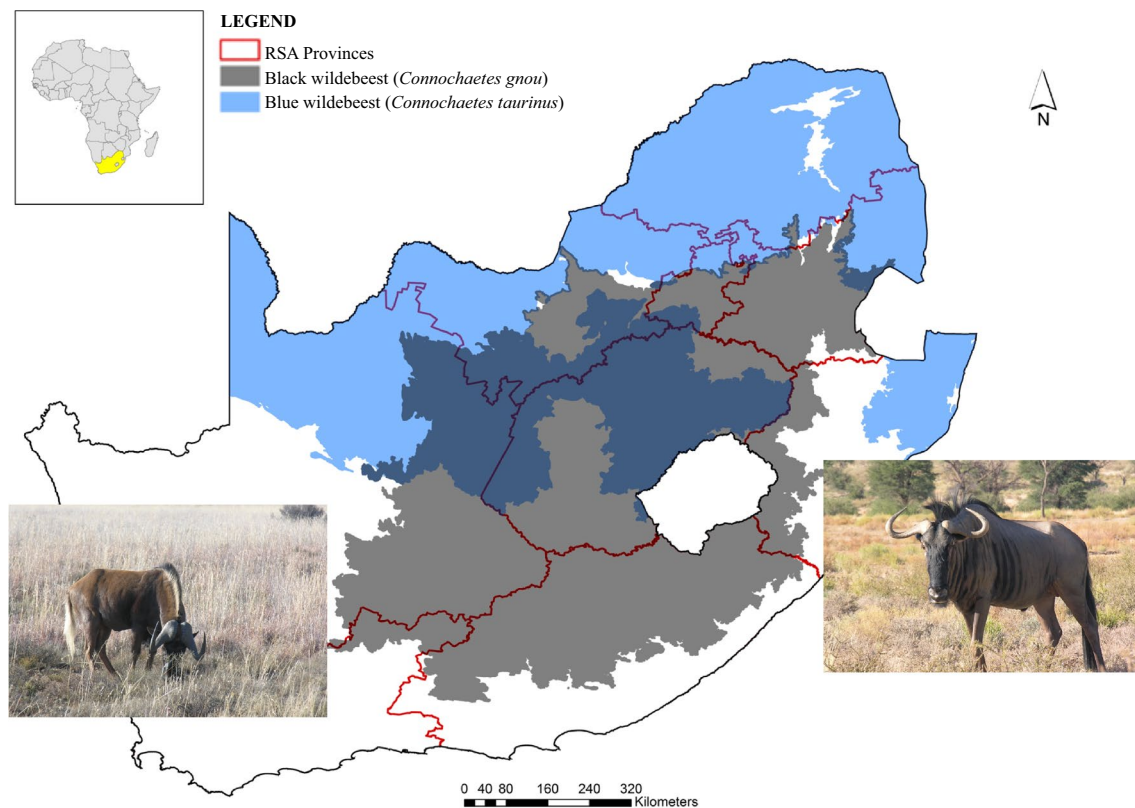 LEGEND
RSA Provinces
Black wildebeest (Connochaetes gnou)
Blue wildebeest (Connochaetes taurinus)
N
0 40 80 160 240 320
Kilometers